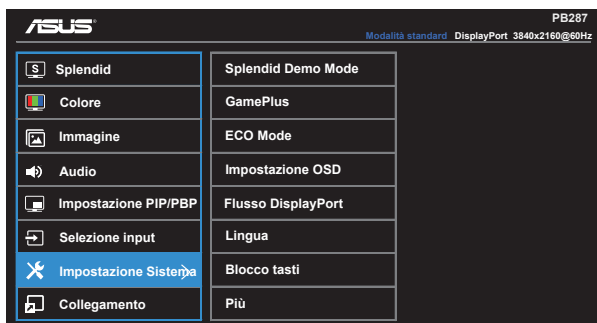 ASUS
PB287
Modalità standard DisplayPort 3840x2160@60Hz
S Splendid
Splendid Demo Mode
Colore
GamePlus
Immagine
ECO Mode
Audio
Impostazione OSD
Impostazione PIP/PBP
Flusso DisplayPort
Selezione input
Lingua
Impostazione Sistema
Blocco tasti
Collegamento
Più